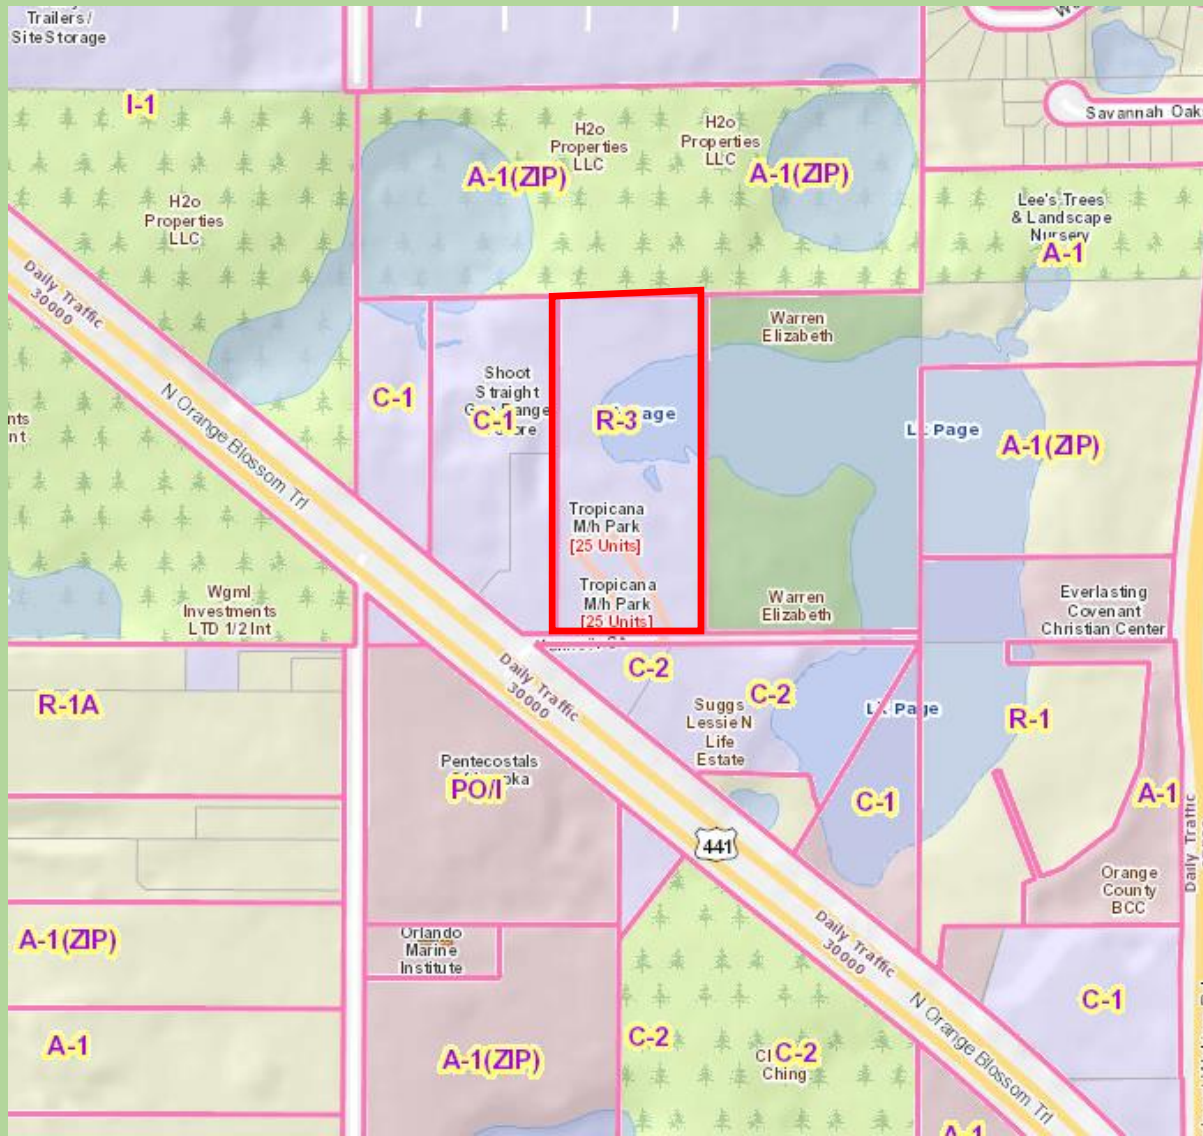 Trailers/
Site Storage
I-1
H2o
Properties
LLC
H2o
Properties
LLC
A-1(ZIP)
H2o
Properties
LLC
A-1(ZIP)
Savannah Oak
Lee's Trees
& Landscape
Nursery
A-1
Daily Traffic
30000
N Orange Blossom Trl
C-1
Shoot
Straight
Range
C-1
R-3
age
Warren
Elizabeth
Page
A-1(ZIP)
nts
nt
Tropicana
M/h Park
[25 Units]
Tropicana
M/h Park
[25 Units]
Warren
Elizabeth
Everlasting
Covenant
Christian Center
Wgml
Investments
LTD 1/2 Int
R-1A
Daily Traffic
30000
C-2
C-2
Suggs
Lessie N
Life
Estate
Page
R-1
Pentecostals
PO/I
C-1
A-1
441
Daily Traffic
Orange
County
BCC
A-1(ZIP)
Orlando
Marine
Institute
Daily Traffic
30000
N Orange Blossom Trl
C-1
A-1
A-1(ZIP)
C-2
C-2
Ching
A-1